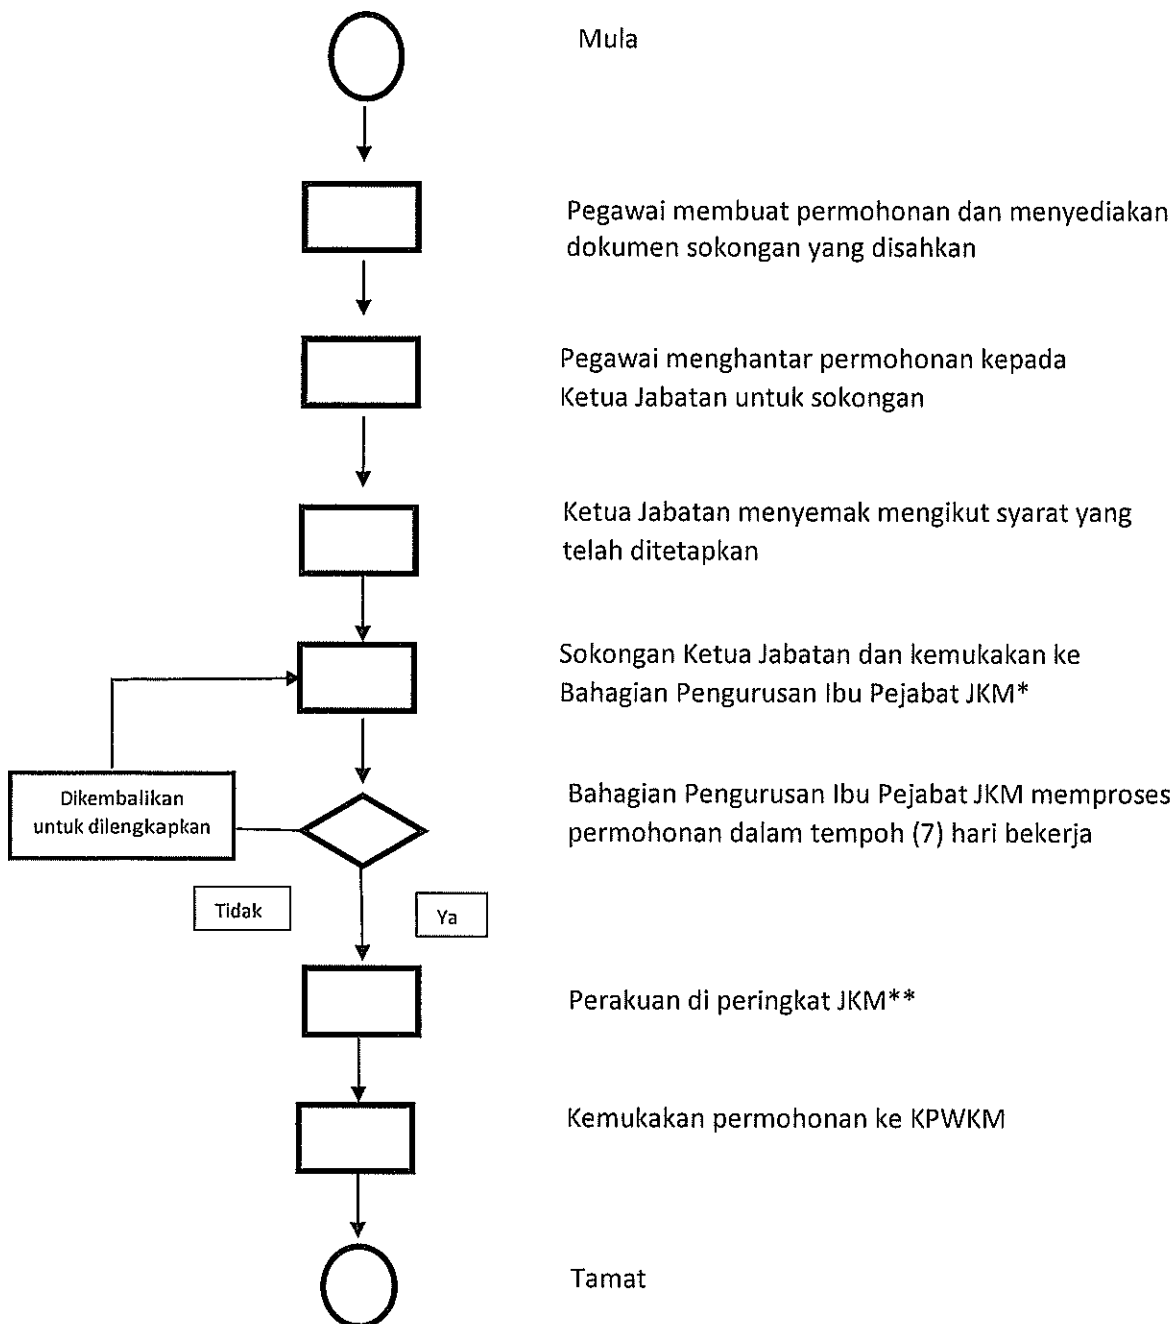 Mula
Pegawai membuat permohonan dan menyediakan
dokumen sokongan yang disahkan
Pegawai menghantar permohonan kepada
Ketua Jabatan untuk sokongan
Ketua Jabatan menyemak mengikut syarat yang
telah ditetapkan
Sokongan Ketua Jabatan dan kemukakan ke
Bahagian Pengurusan Ibu Pejabat JKM*
Dikembalikan
untuk dilengkapkan
Bahagian Pengurusan Ibu Pejabat JKM memproses
permohonan dalam tempoh (7) hari bekerja
Tidak
Ya
Perakuan di peringkat JKM**
Kemukakan permohonan ke KPWKM
Tamat